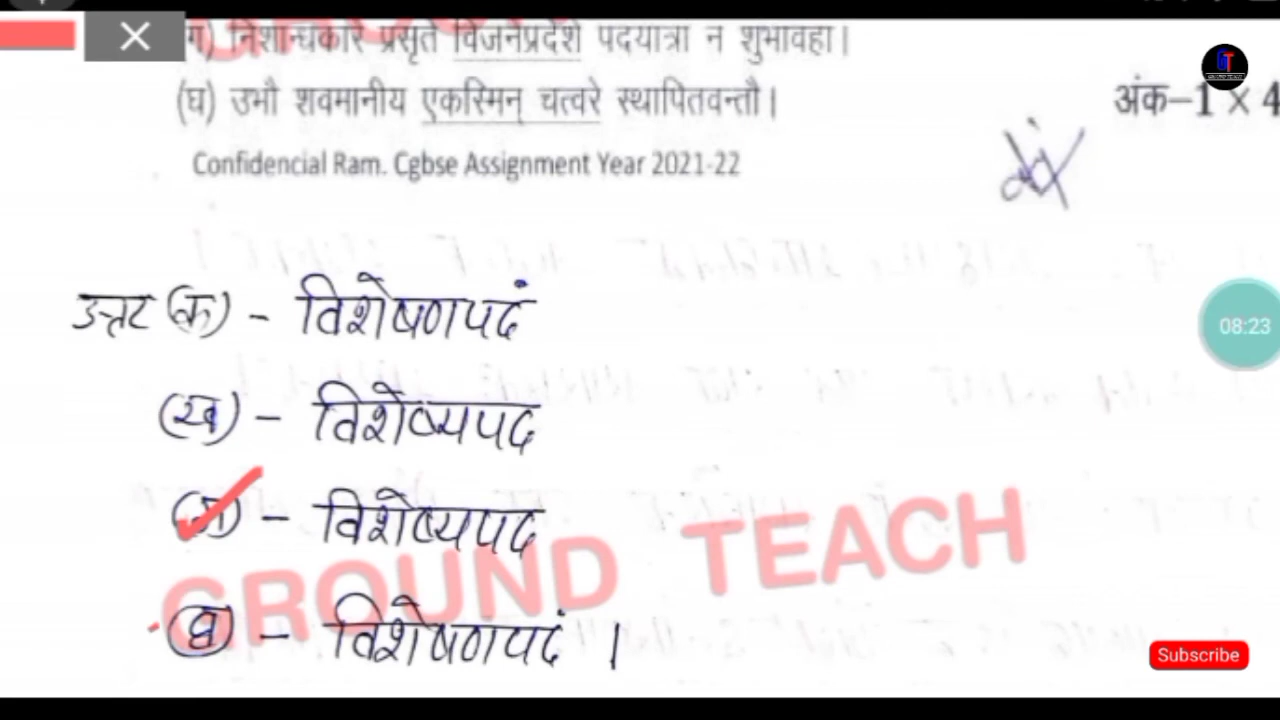 ग) निशान्धकारे प्रसृते विजनेप्रदेशे पदयात्रा न शुभावहा।
(घ) उभौ शवमानीय एकस्मिन् चत्वरे स्थापितवन्तौ।
अंक–1 × 4
Confidencial Ram. Cgbse Assignment Year 2021-22
उत्तर (क) – विशेषणपदं
08:23
(ख) – विशेष्यपद
(ग) – विशेष्यपद
GROUND TEACH
(घ) – विशेषणपदं ।
Subscribe